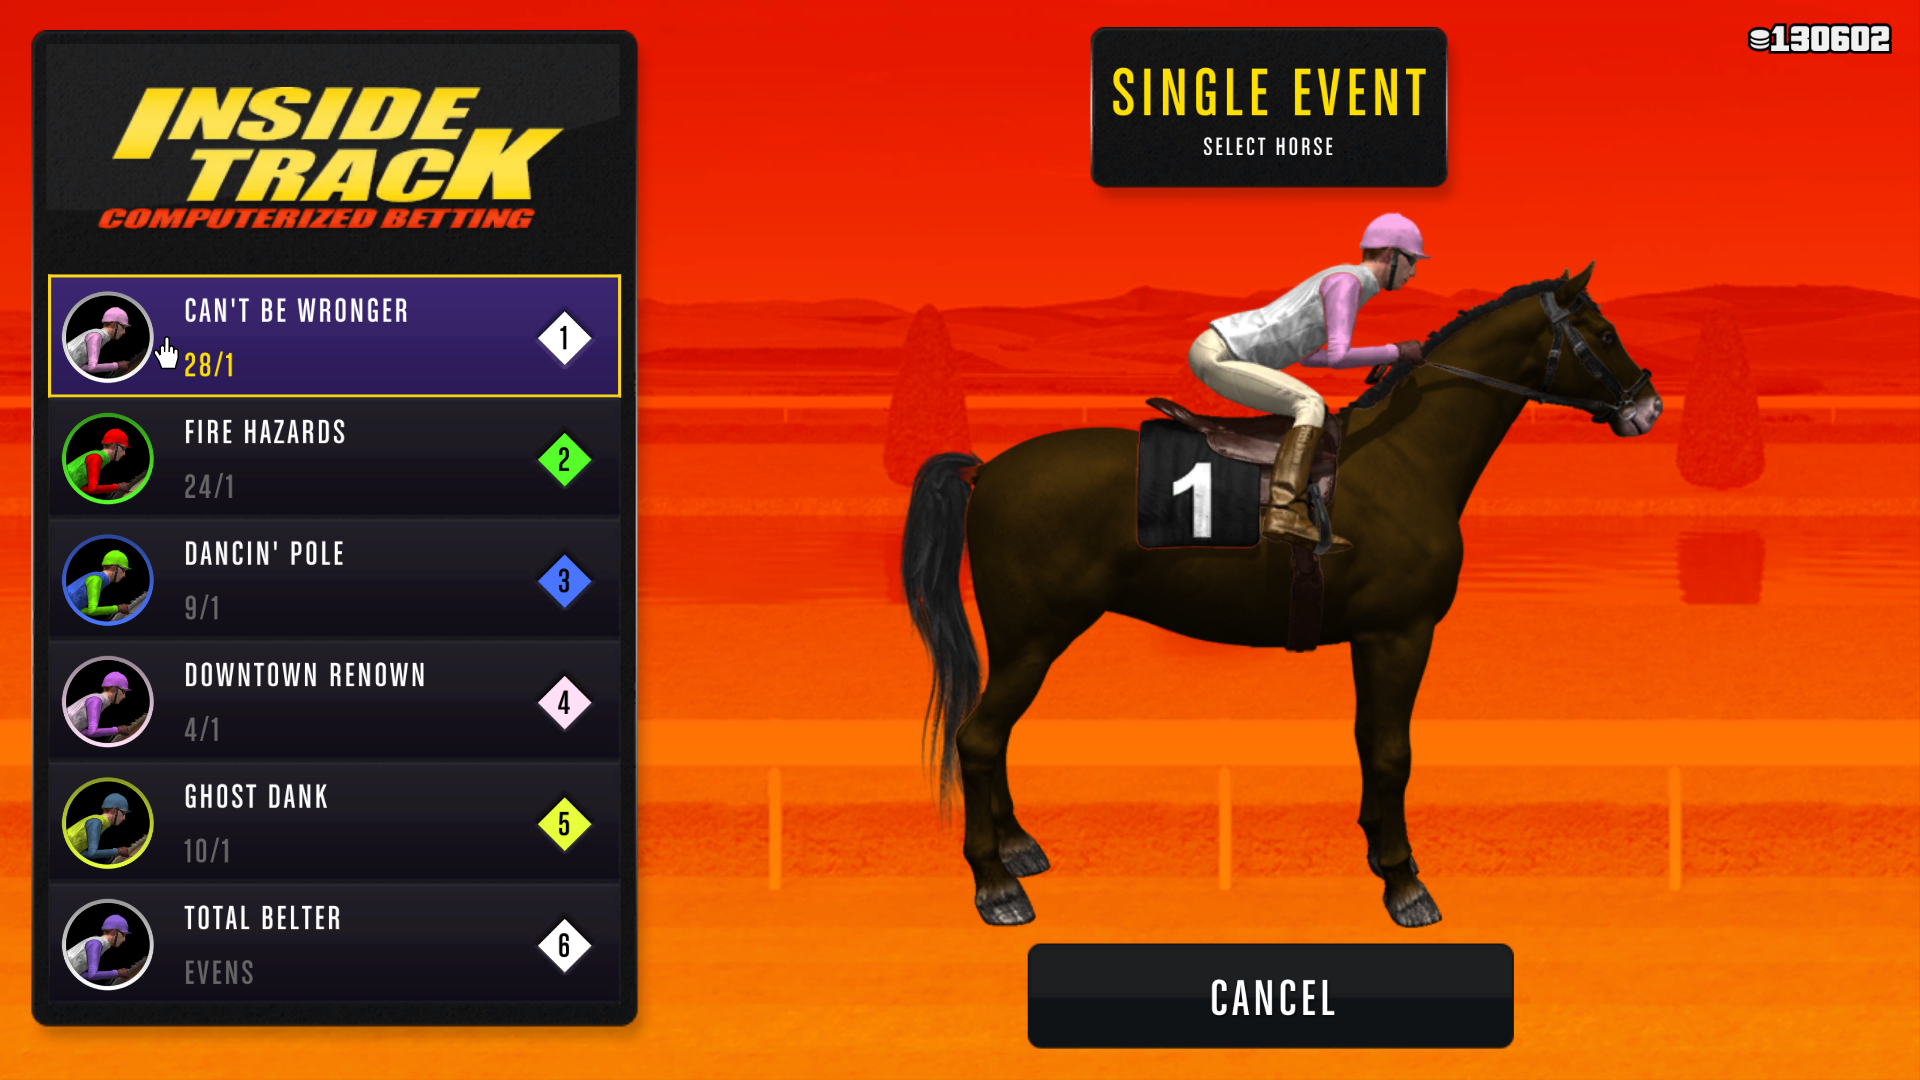 INSIDE
TRACK
COMPUTERIZED BETTING
CAN'T BE WRONGER
28/1
1
FIRE HAZARDS
24/1
2
DANCIN' POLE
9/1
3
DOWNTOWN RENOWN
4/1
4
GHOST DANK
10/1
5
TOTAL BELTER
EVENS
6
SINGLE EVENT
SELECT HORSE
130602
1
CANCEL